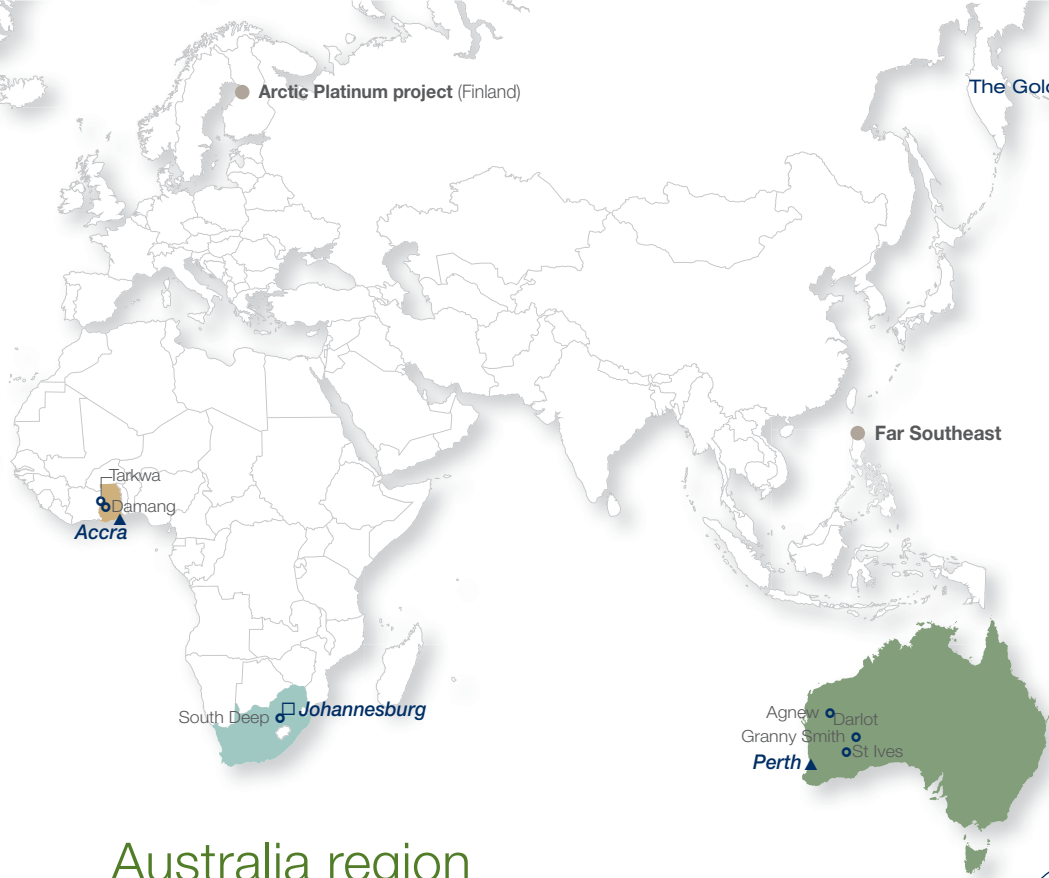 Arctic Platinum project (Finland)
The Gol
Far Southeast
Tarkwa
Damang
Accra
South Deep
Johannesburg
Agnew
Darlot
Granny Smith
St Ives
Perth
Australia region